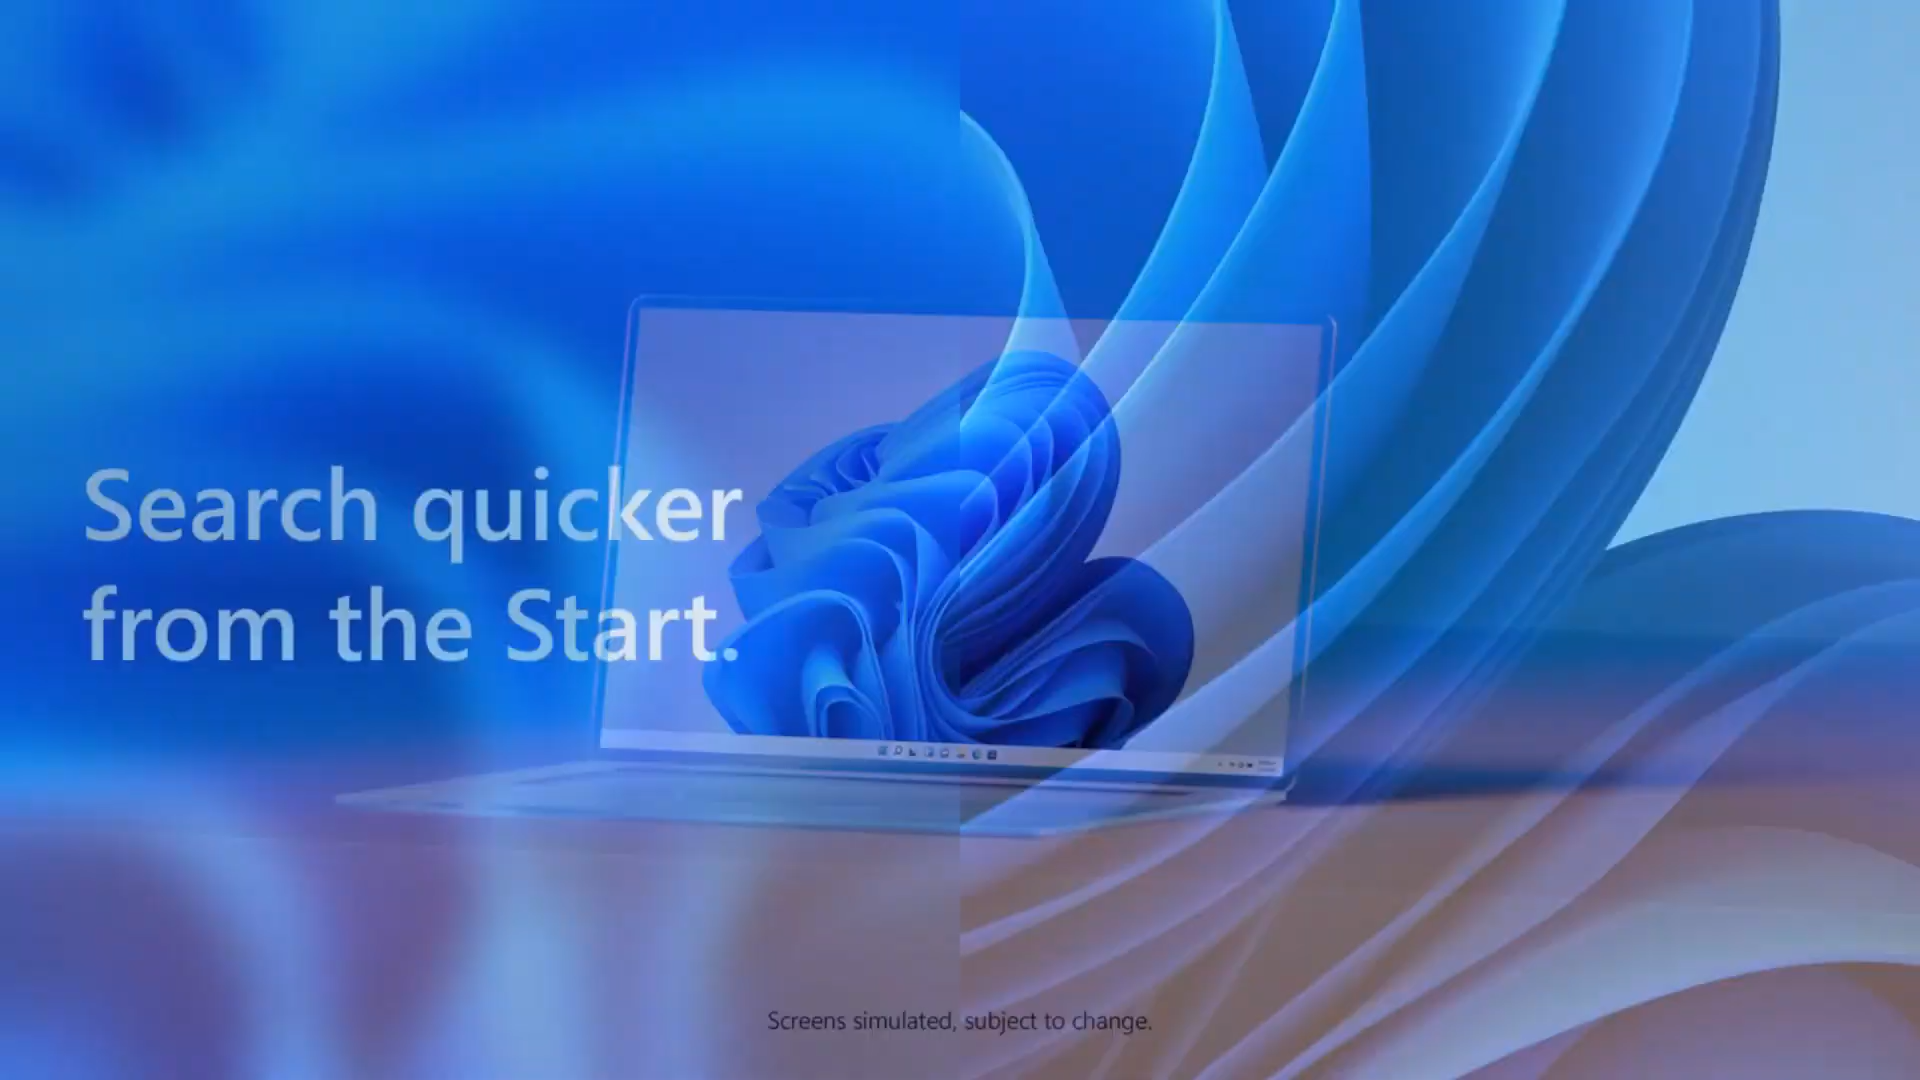 Search quicker
from the Start.
Screens simulated, subject to change.